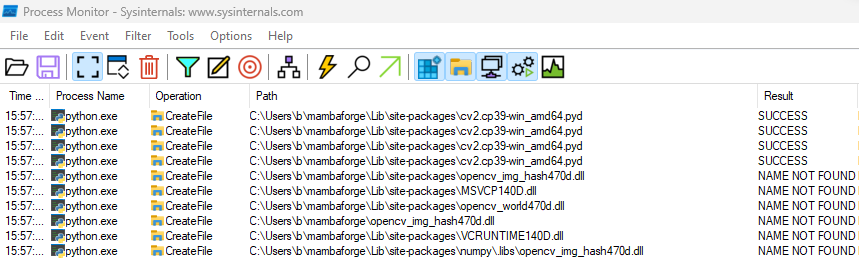 Process Monitor - Sysinternals: www.sysinternals.com
File Edit Event Filter Tools Options Help
Time ... Process Name Operation Path Result
15:57:... python.exe CreateFile C:\Users\b\mambaforge\Lib\site-packages\cv2.cp39-win_amd64.pyd SUCCESS
15:57:... python.exe CreateFile C:\Users\b\mambaforge\Lib\site-packages\cv2.cp39-win_amd64.pyd SUCCESS
15:57:... python.exe CreateFile C:\Users\b\mambaforge\Lib\site-packages\cv2.cp39-win_amd64.pyd SUCCESS
15:57:... python.exe CreateFile C:\Users\b\mambaforge\Lib\site-packages\cv2.cp39-win_amd64.pyd SUCCESS
15:57:... python.exe CreateFile C:\Users\b\mambaforge\Lib\site-packages\opencv_img_hash470d.dll NAME NOT FOUND
15:57:... python.exe CreateFile C:\Users\b\mambaforge\Lib\site-packages\MSVCP140D.dll NAME NOT FOUND
15:57:... python.exe CreateFile C:\Users\b\mambaforge\Lib\site-packages\opencv_world470d.dll NAME NOT FOUND
15:57:... python.exe CreateFile C:\Users\b\mambaforge\opencv_img_hash470d.dll NAME NOT FOUND
15:57:... python.exe CreateFile C:\Users\b\mambaforge\Lib\site-packages\VCRUNTIME140D.dll NAME NOT FOUND
15:57:... python.exe CreateFile C:\Users\b\mambaforge\Lib\site-packages\numpy\.libs\opencv_img_hash470d.dll NAME NOT FOUND